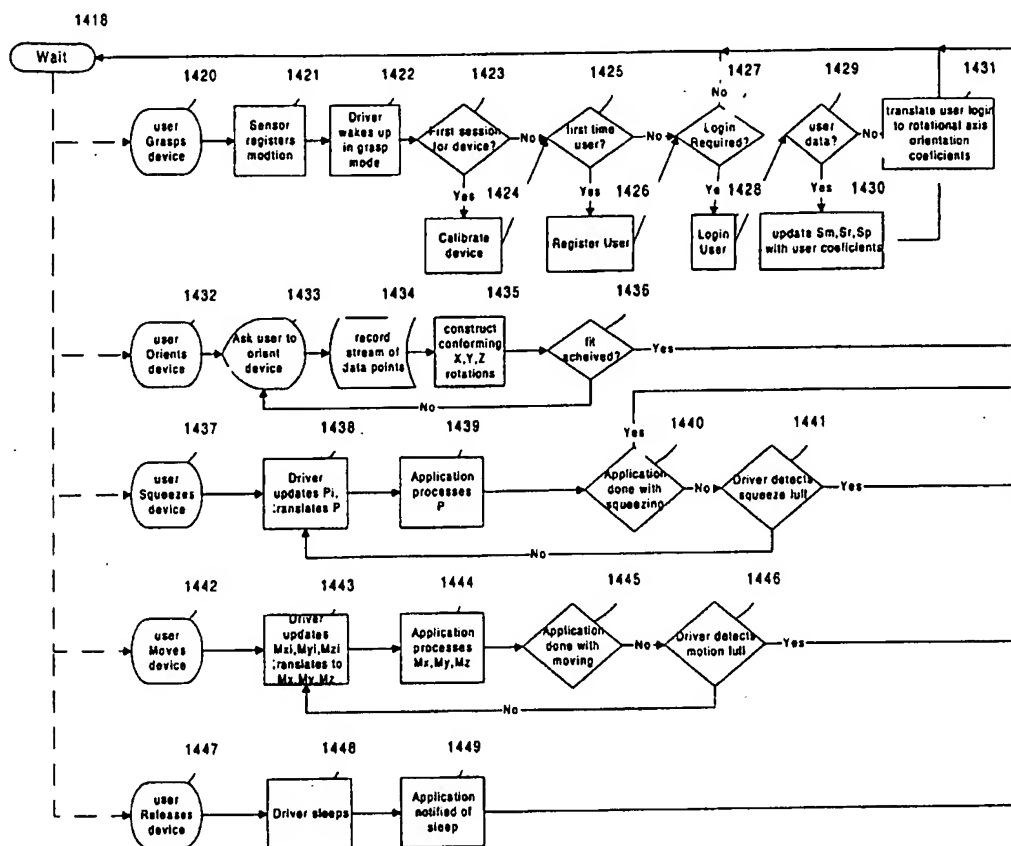 1418
Wait
1420
1421
1422
1423
1425
1427
1429
1431
user
Grasps
device
Sensor
registers
modtion
Driver
wakes up
in grasp
mode
First session
for device?
No
first time
user?
No
Login
Required?
No
user
data?
No
translate user login
to rotational axis
orientation
coeficients
Yes
1424
Yes
1426
Ye
1428
Yes
1430
Calibrate
device
Register User
Login
User
update Sm,Sr,Sp
with user coeficients
1432
1433
1434
1435
1436
user
Orients
device
Ask user to
orient
device
record
stream of
data points
construct
conforming
X,Y,Z
rotations
fit
acheived?
Yes
No
1437
1438
1439
1440
1441
user
Squeezes
device
Driver
updates Pi,
translates P
Application
processes
P
Yes
Application
done with
squeezing
No
Driver detects
squeeze lull
Yes
No
1442
1443
1444
1445
1446
user
Moves
device
Driver
updates
Mzi,Myi,Mzi
translates to
Mx,My,Mz
Application
processes
Mx,My,Mz
Application
done with
moving
No
Driver detects
motion lull
Yes
No
1447
1448
1449
user
Releases
device
Driver sleeps
Application
notified of
sleep